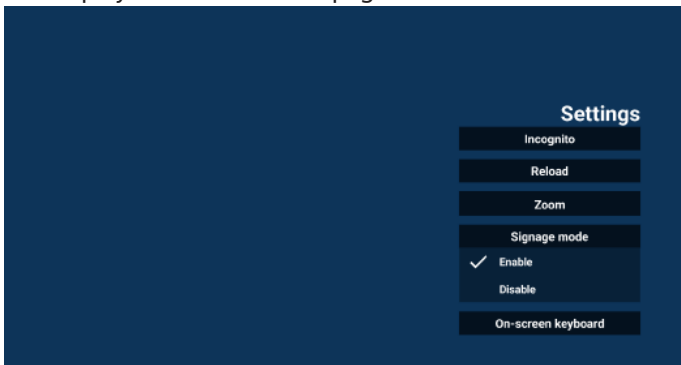 Settings
Incognito
Reload
Zoom
Signage mode
Enable
Disable
On-screen keyboard